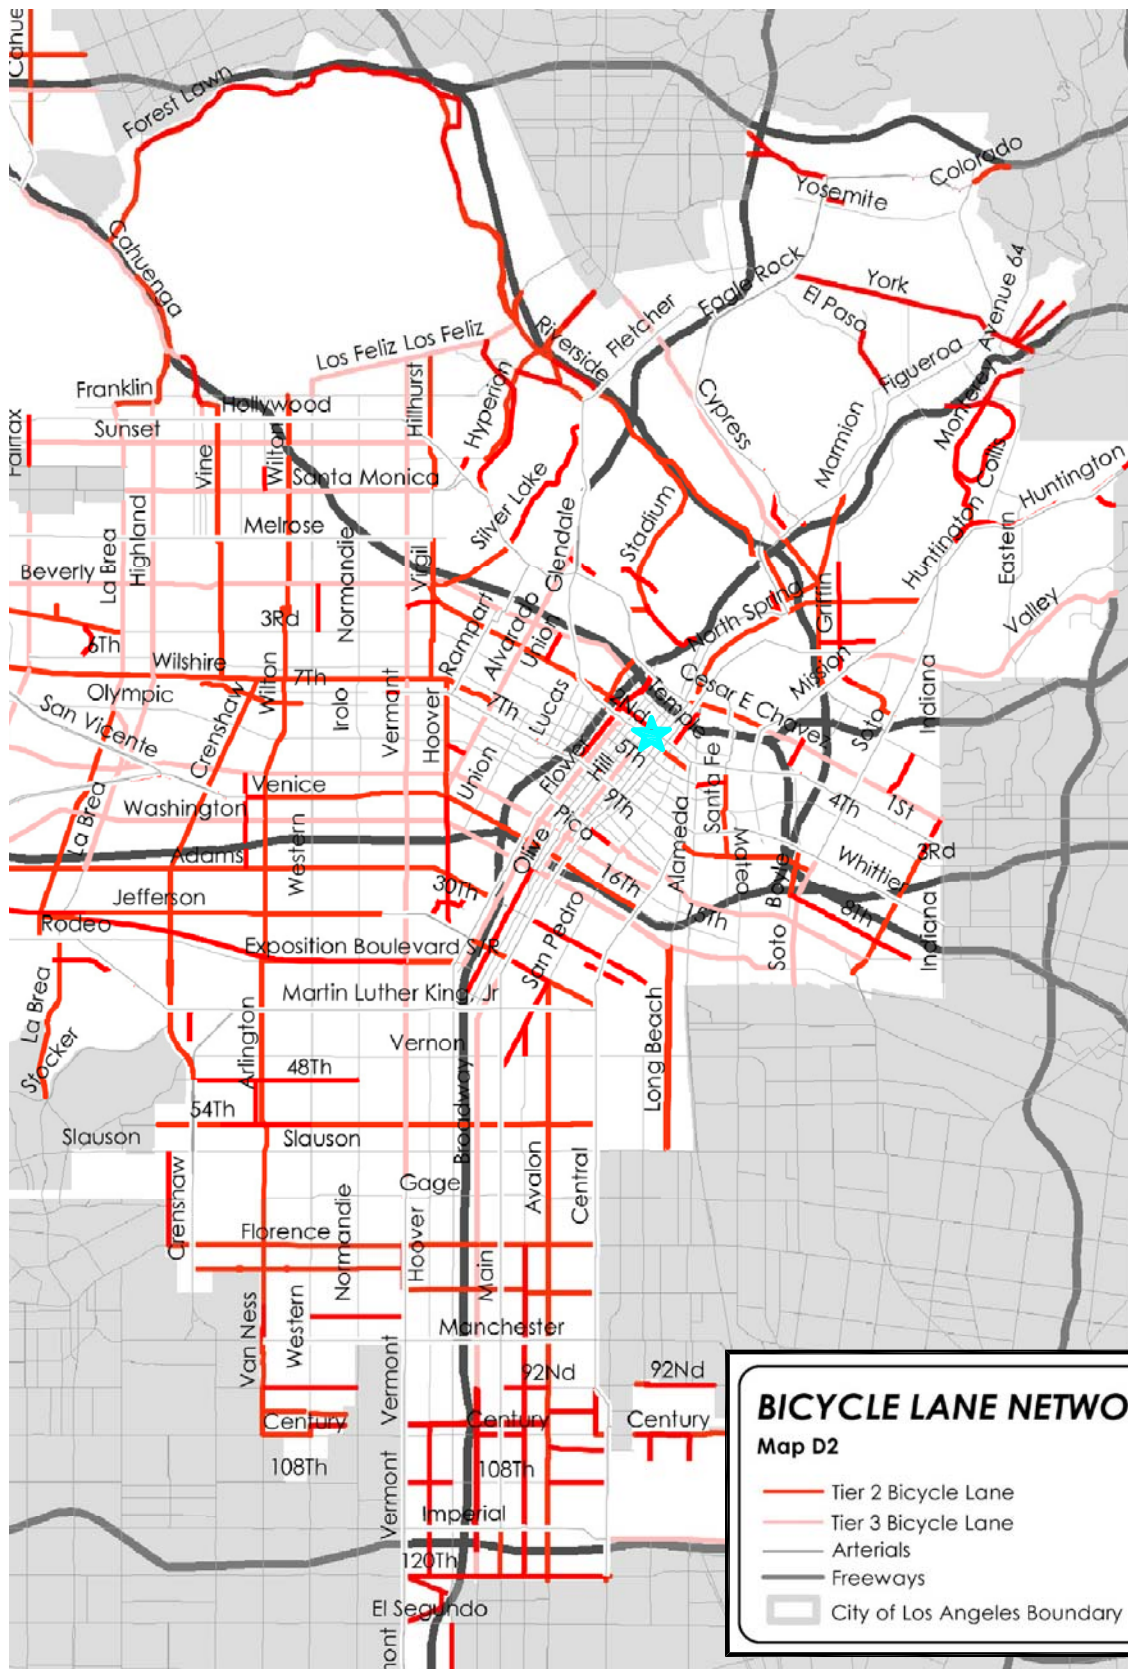 Cahue
Forest Lawn
Colorado
Yosemite
Cahuenga
Eagle Rock
York
Avenue 64
El Paso
Fletcher
Riverside
Los Feliz Los Feliz
Figueroa
Franklin
Hollywood
Hillhurst
Hyperion
Cypress
Monterey
Marmion
Fairfax
Sunset
Vine
Wilton
Santa Monica
Collis
Huntington
Silver Lake
Highland
Melrose
Stadium
Glendale
La Brea
Normandie
Virgil
Huntington
Eastern
Beverly
3Rd
Rampart
Alvarado
Union
North Spring
Griffin
Valley
6Th
Wilshire
7Th
Wilton
Olympic
Crenshaw
Irolo
Vermant
Hoover
7Th
Lucas
2Nd
Temple
Cesar E Chavez
Mission
Soto
Indiana
San Vicente
5Th
Flower
Hill
Santa Fe
Union
Venice
9Th
4Th
1St
Washington
La Brea
Pico
Alameda
Mateo
Whittier
3Rd
Adams
Western
Olive
Boyle
30Th
16Th
Jefferson
San Pedro
8Th
Rodeo
Exposition Boulevard S/R
Soto
Indiana
Martin Luther King, Jr
La Brea
Arlington
Vernon
Long Beach
Stocker
48Th
Broadway
54Th
Slauson
Slauson
Crenshaw
Gage
Avalon
Central
Florence
Normandie
Hoover
Main
Van Ness
Western
Manchester
Vermont
92Nd
92Nd
Century
Century
Century
108Th
Vermont
108Th
Imperial
120Th
El Segundo
mont
BICYCLE LANE NETWO
Map D2
Tier 2 Bicycle Lane
Tier 3 Bicycle Lane
Arterials
Freeways
City of Los Angeles Boundary